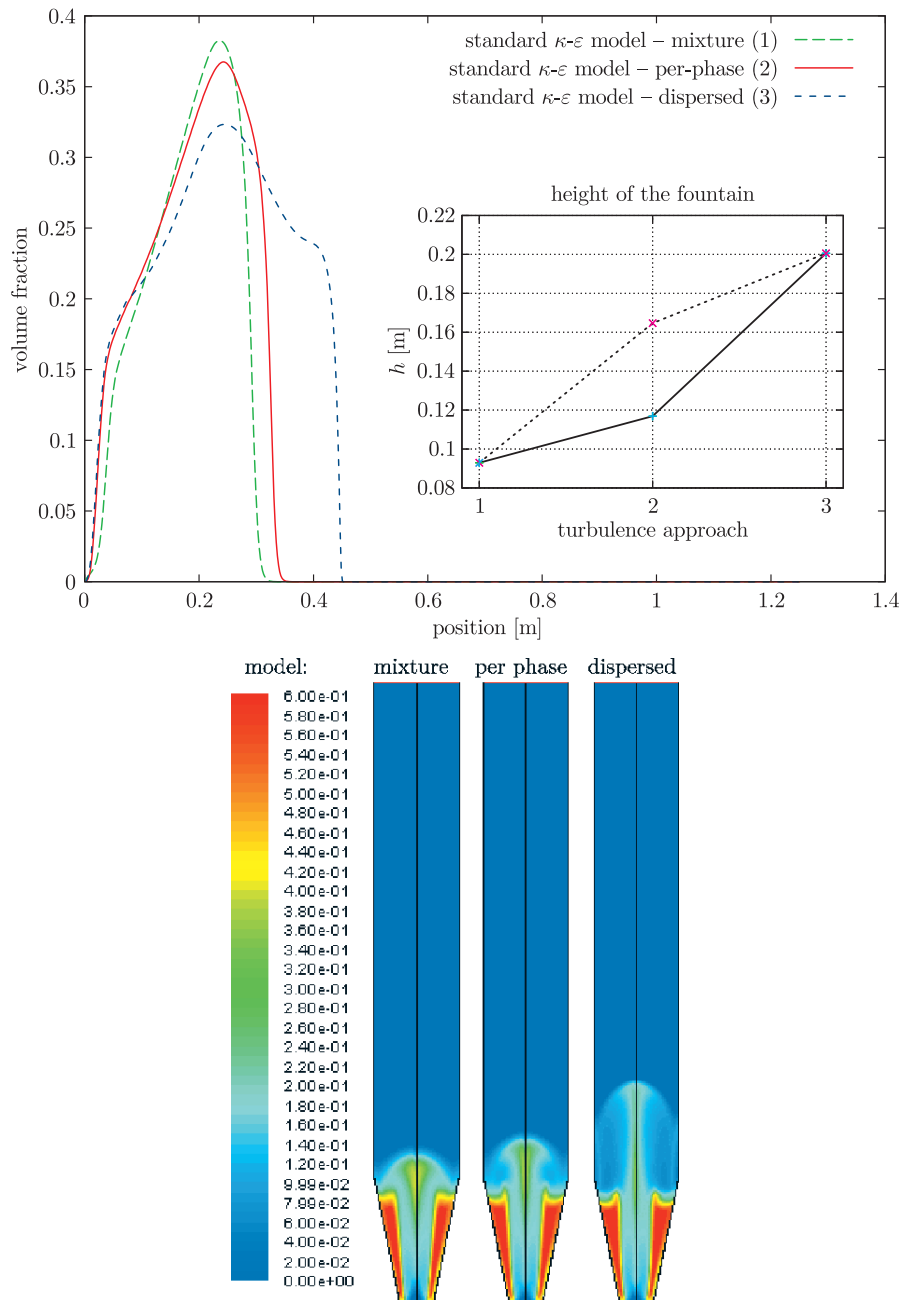 standard κ-ε model – mixture (1)
standard κ-ε model – per-phase (2)
standard κ-ε model – dispersed (3)
0.4
0.35
0.3
0.25
0.2
0.15
0.1
0.05
0
volume fraction
0
0.2
0.4
0.6
0.8
1
1.2
1.4
position [m]
height of the fountain
0.22
0.2
0.18
0.16
0.14
0.12
0.1
0.08
h [m]
1
2
3
turbulence approach
model:
mixture
per phase
dispersed
6.00e-01
5.80e-01
5.60e-01
5.40e-01
5.20e-01
5.00e-01
4.80e-01
4.60e-01
4.40e-01
4.20e-01
4.00e-01
3.80e-01
3.60e-01
3.40e-01
3.20e-01
3.00e-01
2.80e-01
2.60e-01
2.40e-01
2.20e-01
2.00e-01
1.80e-01
1.60e-01
1.40e-01
1.20e-01
9.99e-02
7.99e-02
6.00e-02
4.00e-02
2.00e-02
0.00e+00